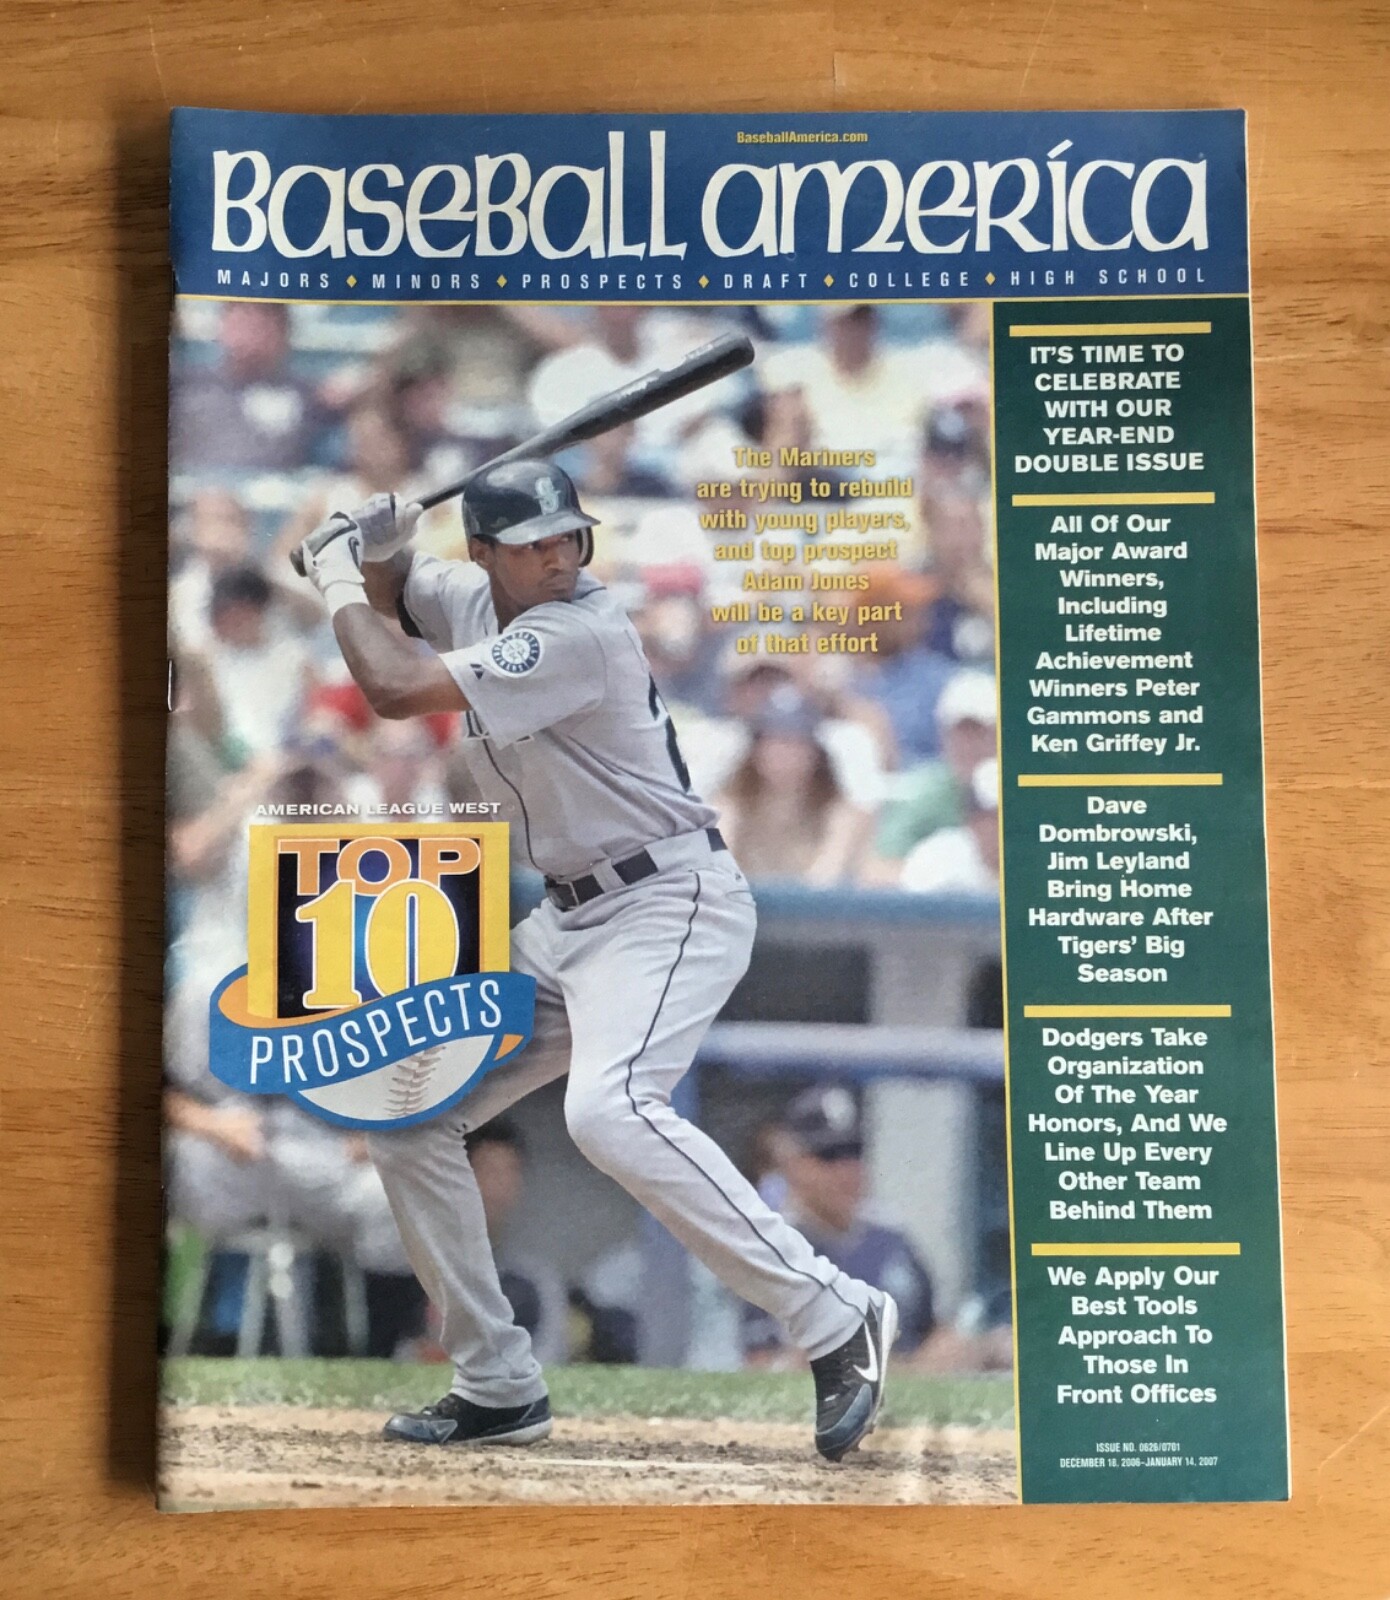 BaseballAmerica.com
Baseball america
MAJORS ♦ MINORS ♦ PROSPECTS ♦ DRAFT ♦ COLLEGE ♦ HIGH SCHOOL
The Mariners
are trying to rebuild
with young players,
and top prospect
Adam Jones
will be a key part
of that effort
S
2
AMERICAN LEAGUE WEST
TOP
10
PROSPECTS
IT'S TIME TO
CELEBRATE
WITH OUR
YEAR-END
DOUBLE ISSUE
All Of Our
Major Award
Winners,
Including
Lifetime
Achievement
Winners Peter
Gammons and
Ken Griffey Jr.
Dave
Dombrowski,
Jim Leyland
Bring Home
Hardware After
Tigers' Big
Season
Dodgers Take
Organization
Of The Year
Honors, And We
Line Up Every
Other Team
Behind Them
We Apply Our
Best Tools
Approach To
Those In
Front Offices
ISSUE NO. 0626/0701
DECEMBER 18, 2006–JANUARY 14, 2007